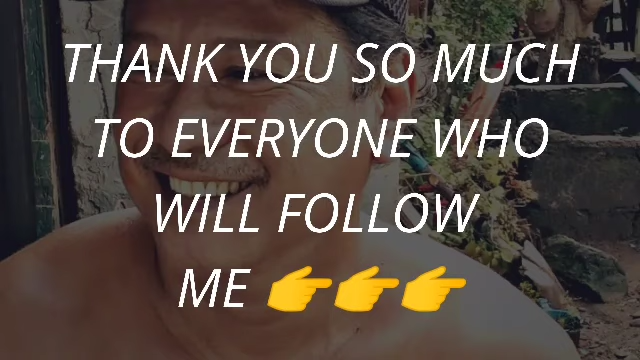 THANK YOU SO MUCH
TO EVERYONE WHO
WILL FOLLOW
ME 👉👉👉